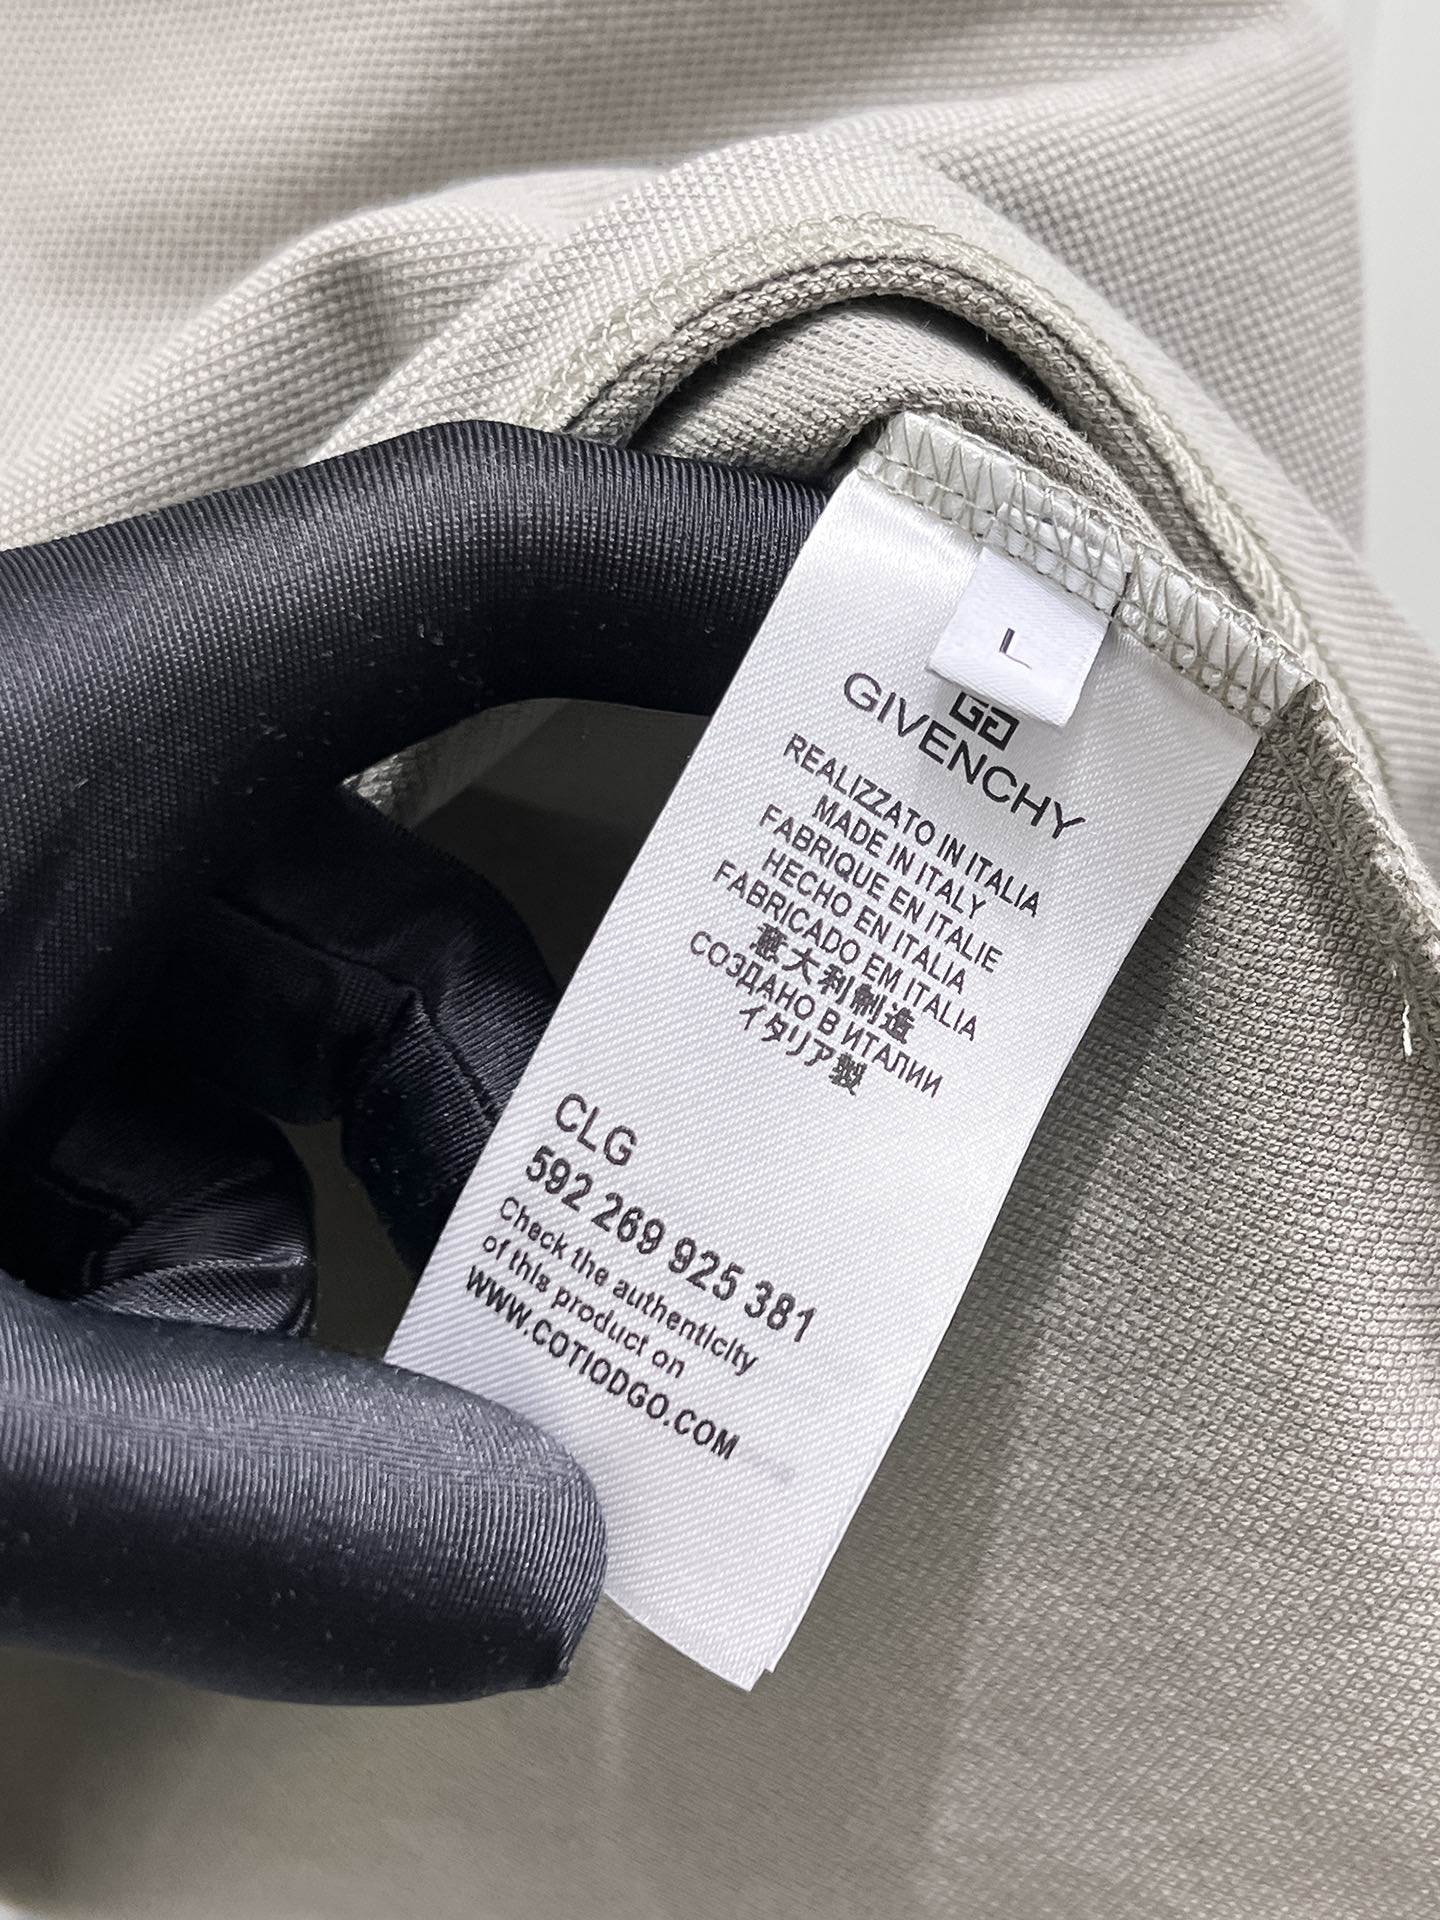 L
GIVENCHY
REALIZZATO IN ITALIA
MADE IN ITALY
FABRIQUE EN ITALIE
HECHO EN ITALIA
FABRICADO EM ITALIA
意大利制造
СОЗДАНО В ИТАЛИИ
イタリア製
CLG
592 269 925 381
Check the authenticity
of this product on
WWW.COTIODGO.COM